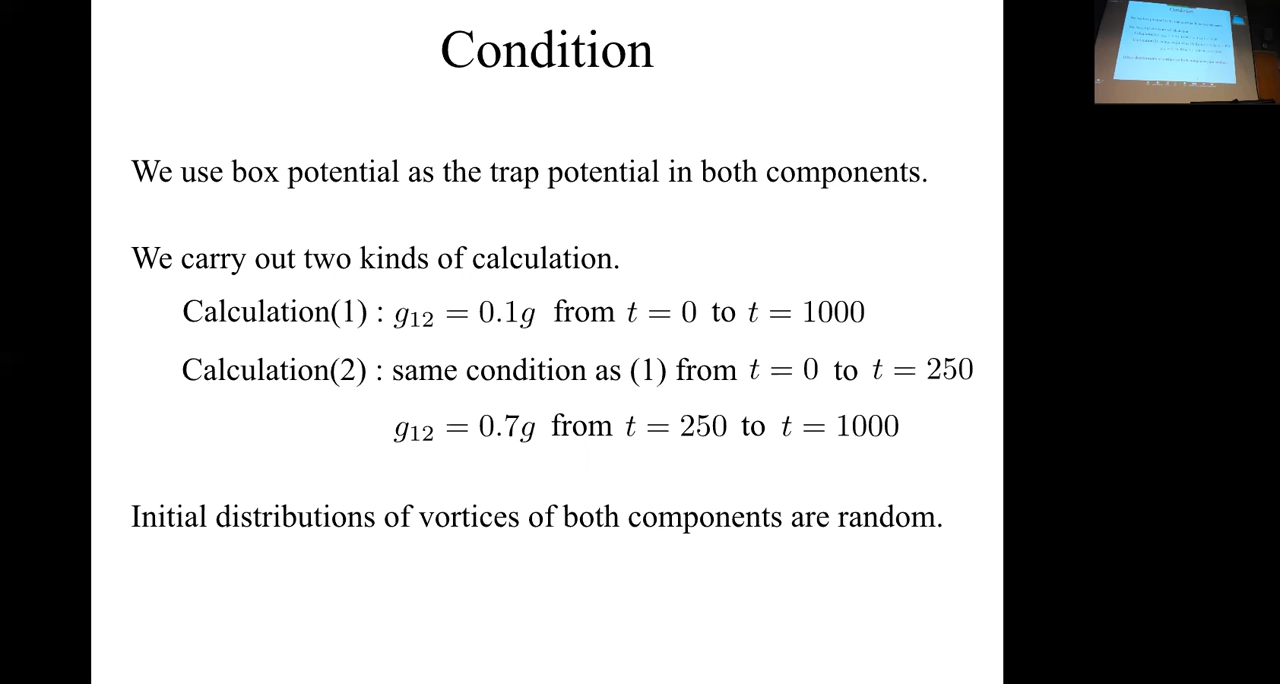 Condition
We use box potential as the trap potential in both components.
We carry out two kinds of calculation.
Calculation(1) : g₁₂ = 0.1g from t = 0 to t = 1000
Calculation(2) : same condition as (1) from t = 0 to t = 250
g₁₂ = 0.7g from t = 250 to t = 1000
Initial distributions of vortices of both components are random.